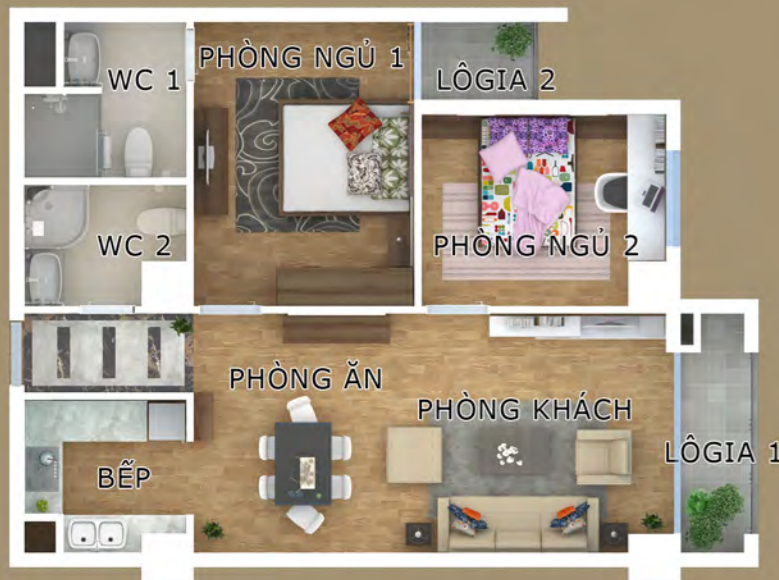 PHÒNG NGỦ 1
WC 1
LÔGIA 2
WC 2
PHÒNG NGỦ 2
PHÒNG ĂN
PHÒNG KHÁCH
LÔGIA 1
BẾP